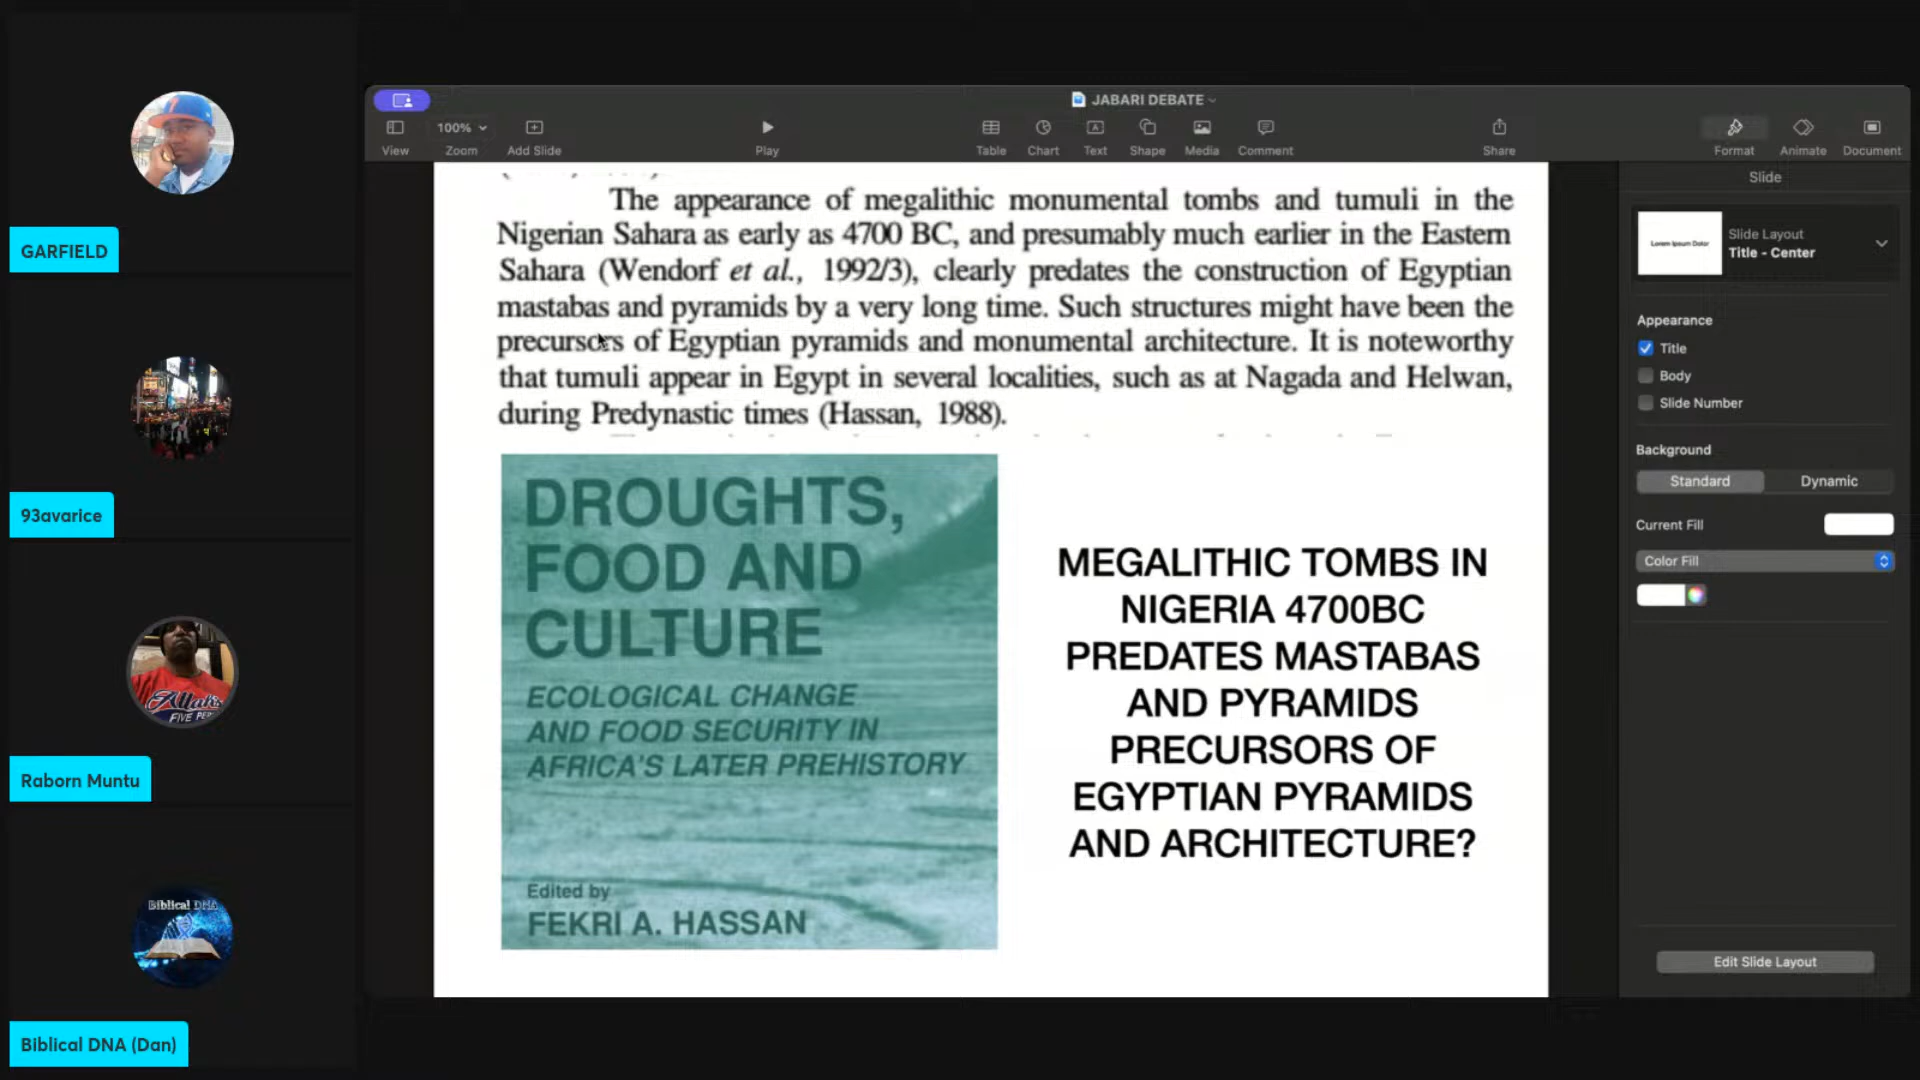 GARFIELD
93avarice
Raborn Muntu
Biblical DNA
Biblical DNA (Dan)
JABARI DEBATE
View
100%
Zoom
Add Slide
Play
Table
Chart
Text
Shape
Media
Comment
Share
Format
Animate
Document
The appearance of megalithic monumental tombs and tumuli in the
Nigerian Sahara as early as 4700 BC, and presumably much earlier in the Eastern
Sahara (Wendorf et al., 1992/3), clearly predates the construction of Egyptian
mastabas and pyramids by a very long time. Such structures might have been the
precursors of Egyptian pyramids and monumental architecture. It is noteworthy
that tumuli appear in Egypt in several localities, such as at Nagada and Helwan,
during Predynastic times (Hassan, 1988).
DROUGHTS,
FOOD AND
CULTURE
ECOLOGICAL CHANGE
AND FOOD SECURITY IN
AFRICA'S LATER PREHISTORY
Edited by
FEKRI A. HASSAN
MEGALITHIC TOMBS IN
NIGERIA 4700BC
PREDATES MASTABAS
AND PYRAMIDS
PRECURSORS OF
EGYPTIAN PYRAMIDS
AND ARCHITECTURE?
Slide
Lorem Ipsum Dolor
Slide Layout
Title - Center
Appearance
Title
Body
Slide Number
Background
Standard
Dynamic
Current Fill
Color Fill
Edit Slide Layout